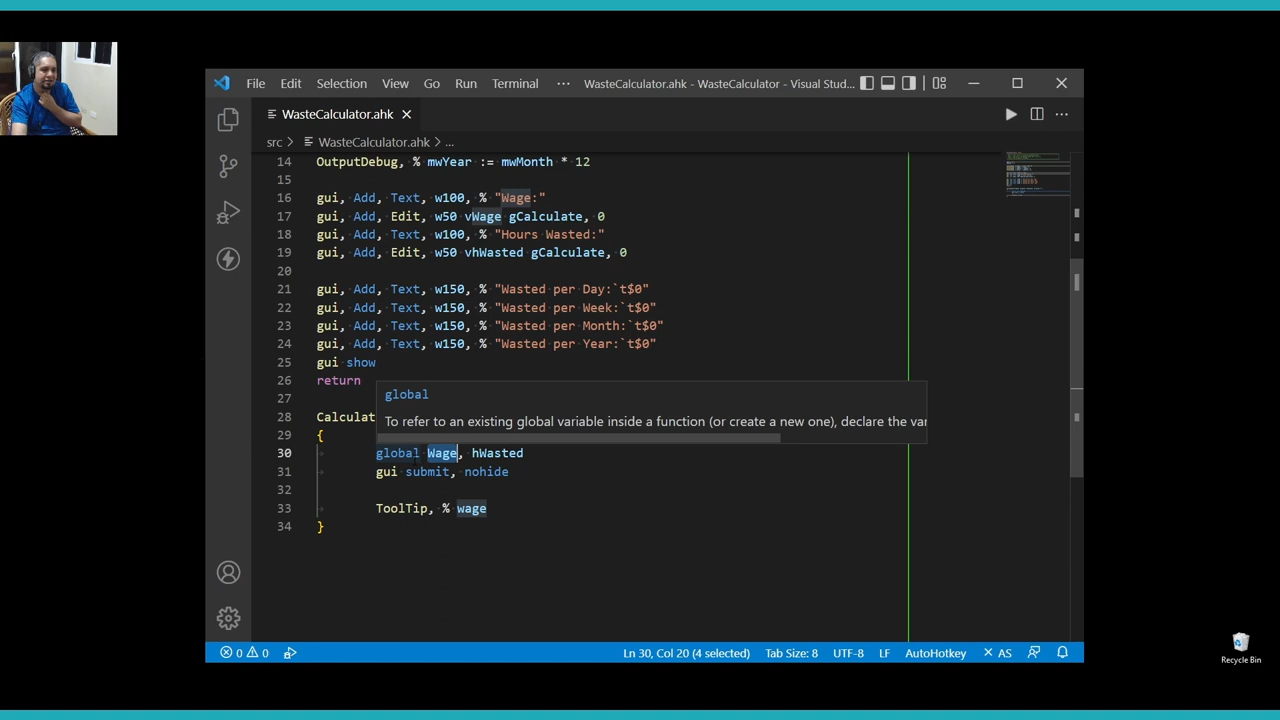 File Edit Selection View Go Run Terminal ··· WasteCalculator.ahk - WasteCalculator - Visual Stud...
WasteCalculator.ahk
src > WasteCalculator.ahk > ...
14 OutputDebug, % mwYear := mwMonth * 12
15
16 gui, Add, Text, w100, % "Wage:"
17 gui, Add, Edit, w50 vWage gCalculate, 0
18 gui, Add, Text, w100, % "Hours Wasted:"
19 gui, Add, Edit, w50 vhWasted gCalculate, 0
20
21 gui, Add, Text, w150, % "Wasted per Day:`t$0"
22 gui, Add, Text, w150, % "Wasted per Week:`t$0"
23 gui, Add, Text, w150, % "Wasted per Month:`t$0"
24 gui, Add, Text, w150, % "Wasted per Year:`t$0"
25 gui show
26 return
27
global
To refer to an existing global variable inside a function (or create a new one), declare the var
28 Calculat
29 {
30 global Wage, hWasted
31 gui submit, nohide
32
33 ToolTip, % wage
34 }
0 0 Ln 30, Col 20 (4 selected) Tab Size: 8 UTF-8 LF AutoHotkey AS
Recycle Bin